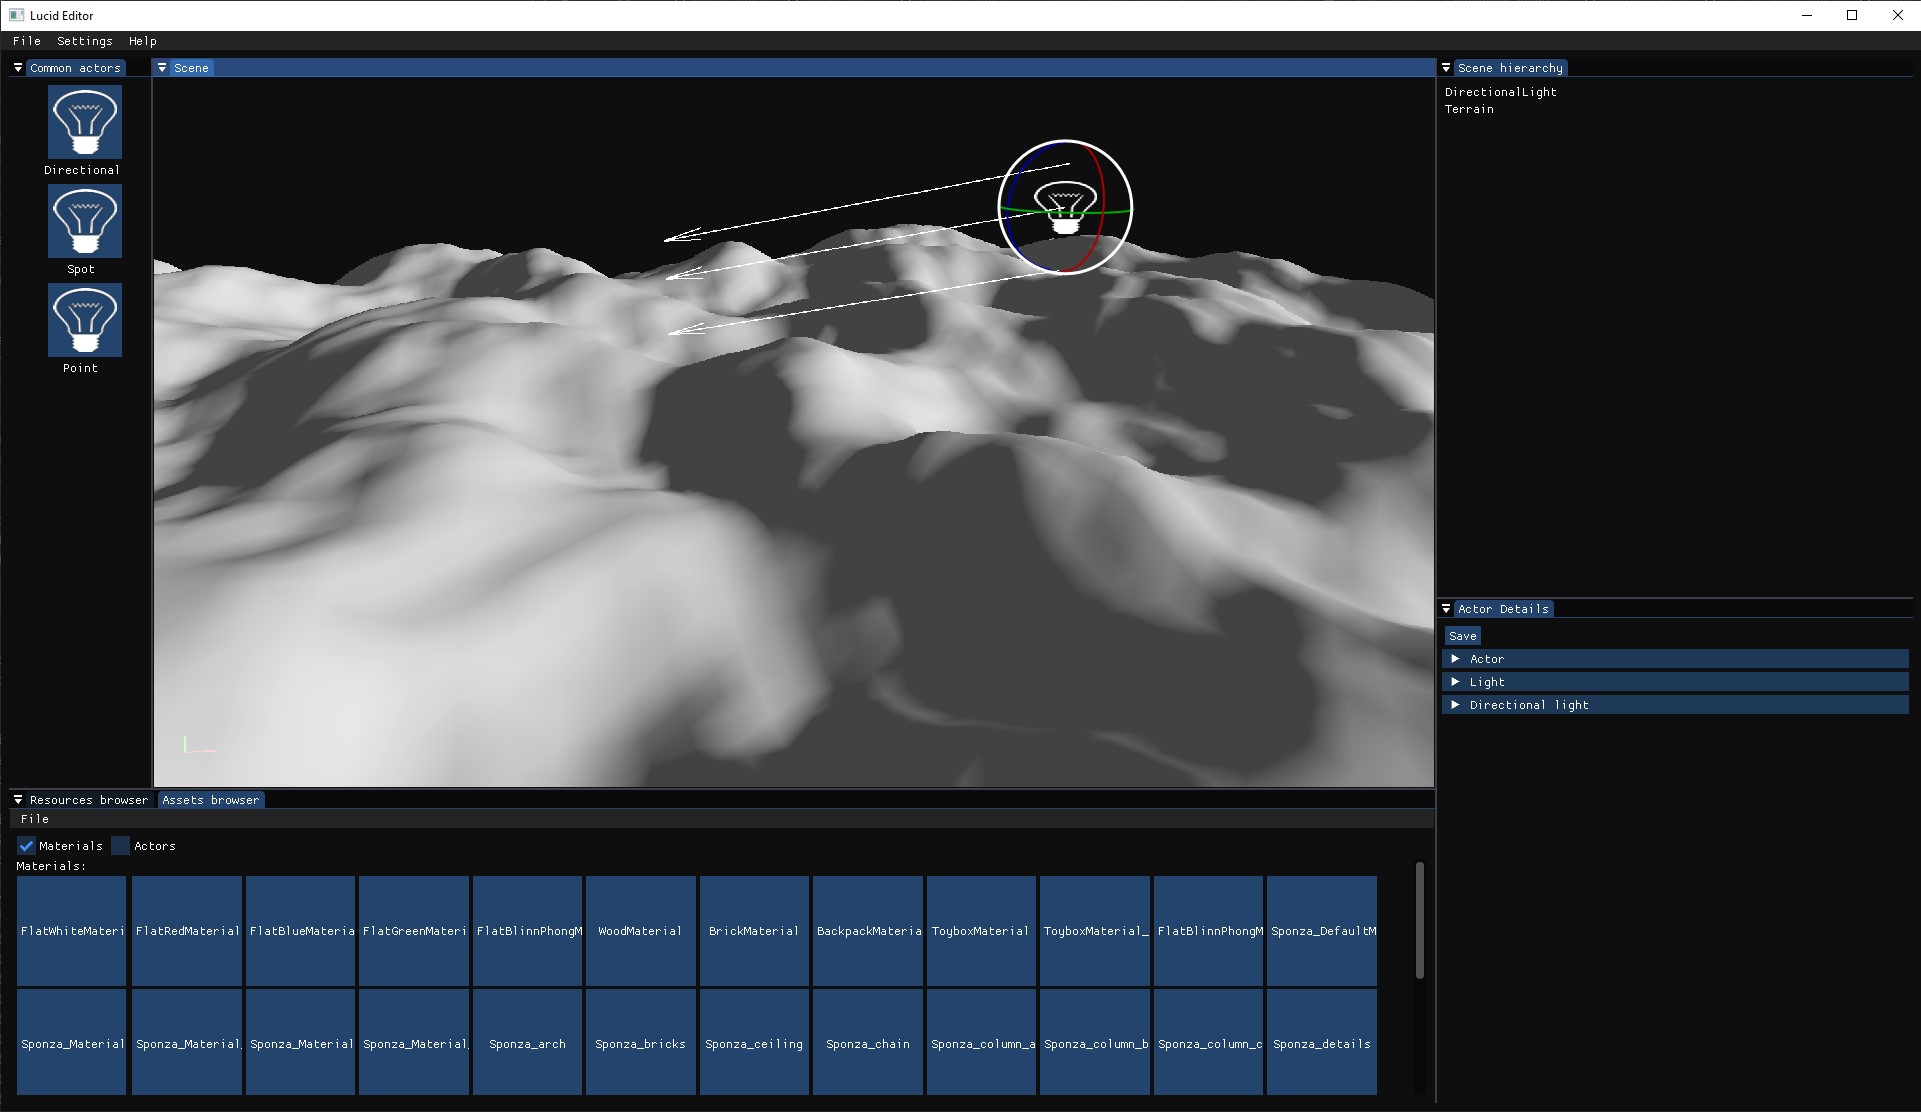 Lucid Editor
File Settings Help
Common actors
Directional
Spot
Point
Scene
Scene hierarchy
DirectionalLight
Terrain
Actor Details
Save
Actor
Light
Directional light
Resources browser Assets browser
File
Materials Actors
Materials:
FlatWhiteMateri FlatRedMaterial FlatBlueMateria FlatGreenMateri FlatBlinnPhongM WoodMaterial BrickMaterial BackpackMateria ToyboxMaterial ToyboxMaterial_ FlatBlinnPhongM Sponza_DefaultM
Sponza_Material Sponza_Material_ Sponza_Material Sponza_Material_ Sponza_arch Sponza_bricks Sponza_ceiling Sponza_chain Sponza_column_a Sponza_column_b Sponza_column_c Sponza_details